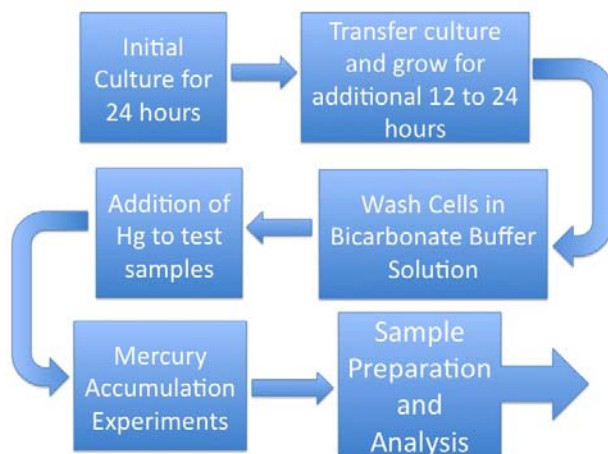 Initial
Culture for
24 hours
Transfer culture
and grow for
additional 12 to 24
hours
Wash Cells in
Bicarbonate Buffer
Solution
Addition of
Hg to test
samples
Mercury
Accumulation
Experiments
Sample
Preparation
and
Analysis